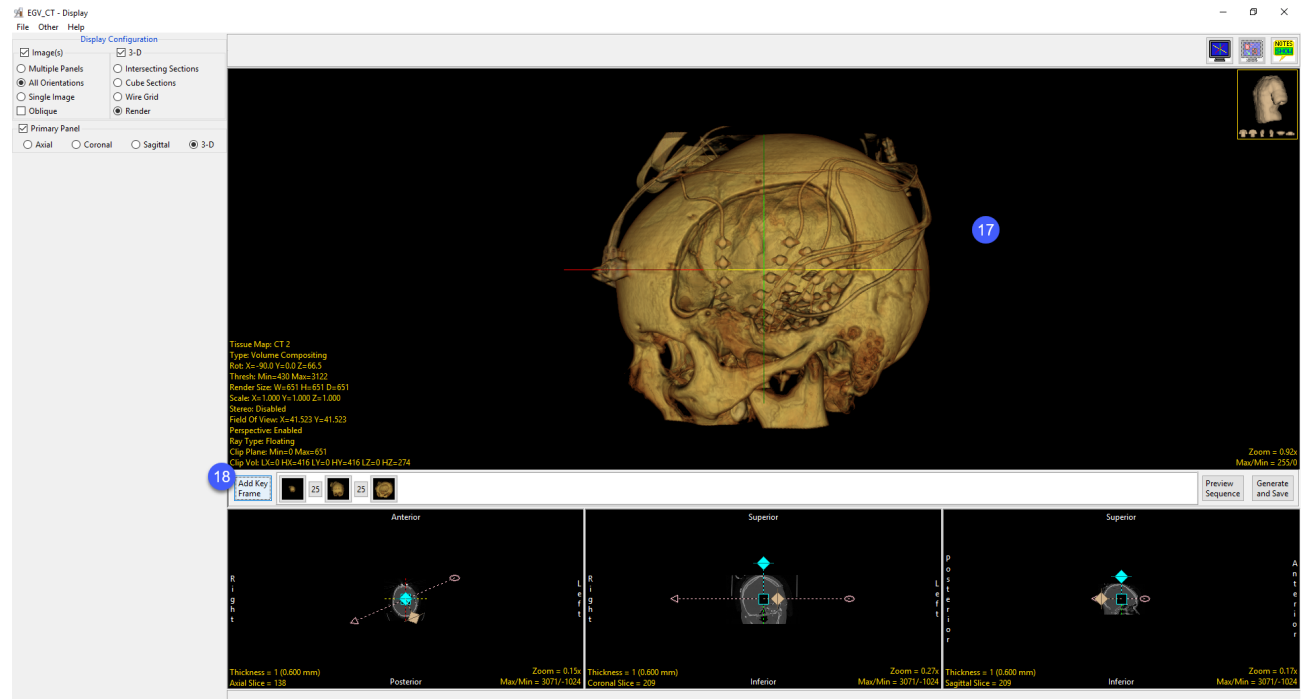 EGV_CT - Display
File Other Help
Display Configuration
Image(s) 3-D
Multiple Panels Intersecting Sections
All Orientations Cube Sections
Single Image Wire Grid
Oblique Render
Primary Panel
Axial Coronal Sagittal 3-D
NOTES
SHOW
17
Tissue Map: CT 2
Type: Volume Compositing
Rot: X=-90.0 Y=0.0 Z=66.5
Thresh: Min=430 Max=3122
Render Size: W=651 H=651 D=651
Scale: X=1.000 Y=1.000 Z=1.000
Stereo: Disabled
Field Of View: X=41.523 Y=41.523
Perspective: Enabled
Ray Type: Floating
Clip Plane: Min=0 Max=651
Clip Vol: LX=0 HX=416 LY=0 HY=416 LZ=0 HZ=274
Zoom = 0.92x
Max/Min = 255/0
18
Add Key
Frame
25
25
Preview
Sequence
Generate
and Save
Anterior
Right
Left
Thickness = 1 (0.600 mm)
Axial Slice = 138
Posterior
Zoom = 0.15x
Max/Min = 3071/-1024
Superior
Right
Left
Thickness = 1 (0.600 mm)
Coronal Slice = 209
Inferior
Zoom = 0.27x
Max/Min = 3071/-1024
Superior
Posterior
Anterior
Thickness = 1 (0.600 mm)
Sagittal Slice = 209
Inferior
Zoom = 0.17x
Max/Min = 3071/-1024